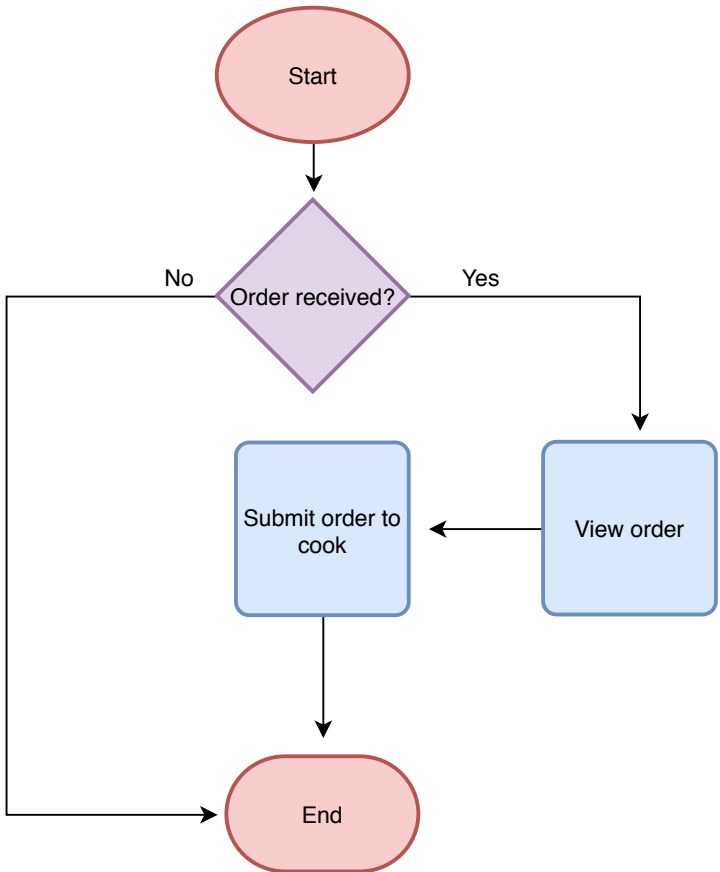 Start
No
Yes
Order received?
Submit order to
cook
View order
End